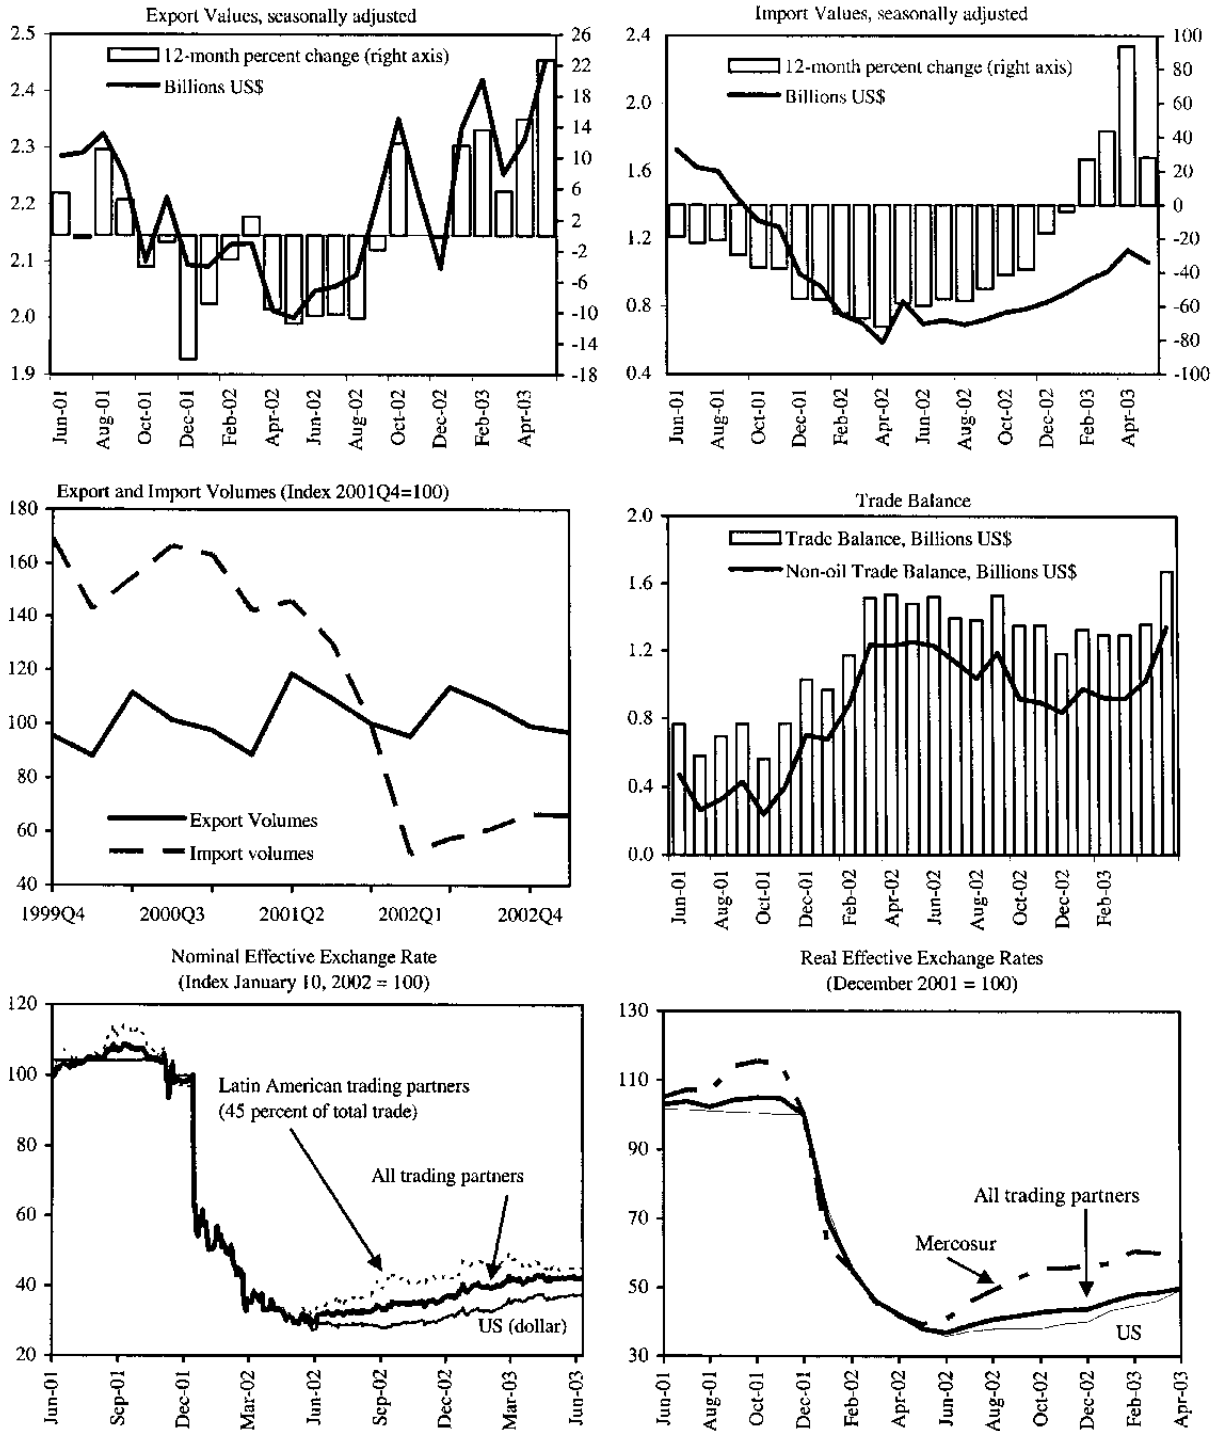 Export Values, seasonally adjusted
2.5
2.4
2.3
2.2
2.1
2.0
1.9
12-month percent change (right axis)
Billions US$
26
22
18
14
10
6
2
-2
-6
-10
-14
-18
Jun-01
Aug-01
Oct-01
Dec-01
Feb-02
Apr-02
Jun-02
Aug-02
Oct-02
Dec-02
Feb-03
Apr-03
Import Values, seasonally adjusted
2.4
2.0
1.6
1.2
0.8
0.4
12-month percent change (right axis)
Billions US$
100
80
60
40
20
0
-20
-40
-60
-80
-100
Jun-01
Aug-01
Oct-01
Dec-01
Feb-02
Apr-02
Jun-02
Aug-02
Oct-02
Dec-02
Feb-03
Apr-03
Export and Import Volumes (Index 2001Q4=100)
180
160
140
120
100
80
60
40
Export Volumes
Import volumes
1999Q4
2000Q3
2001Q2
2002Q1
2002Q4
Trade Balance
2.0
1.6
1.2
0.8
0.4
0.0
Trade Balance, Billions US$
Non-oil Trade Balance, Billions US$
Jun-01
Aug-01
Oct-01
Dec-01
Feb-02
Apr-02
Jun-02
Aug-02
Oct-02
Dec-02
Feb-03
Nominal Effective Exchange Rate
(Index January 10, 2002 = 100)
120
100
80
60
40
20
Latin American trading partners
(45 percent of total trade)
All trading partners
US (dollar)
Jun-01
Sep-01
Dec-01
Mar-02
Jun-02
Sep-02
Dec-02
Mar-03
Jun-03
Real Effective Exchange Rates
(December 2001 = 100)
130
110
90
70
50
30
All trading partners
Mercosur
US
Jun-01
Aug-01
Oct-01
Dec-01
Feb-02
Apr-02
Jun-02
Aug-02
Oct-02
Dec-02
Feb-03
Apr-03